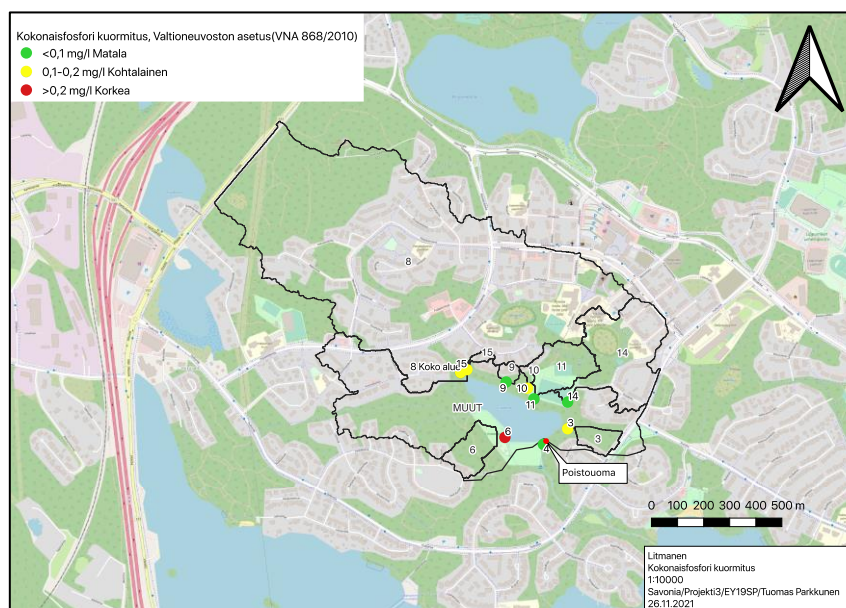 Kokonaisfosfori kuormitus, Valtioneuvoston asetus(VNA 868/2010)
<0,1 mg/l Matala
0,1-0,2 mg/l Kohtalainen
>0,2 mg/l Korkea
8
15
8 Koko alue
15
9
10
11
14
9
10
11
14
MUUT
3
3
6
6
4
Poistouoma
0 100 200 300 400 500 m
Litmanen
Kokonaisfosfori kuormitus
1:10000
Savonia/Projekti3/EY19SP/Tuomas Parkkunen
26.11.2021